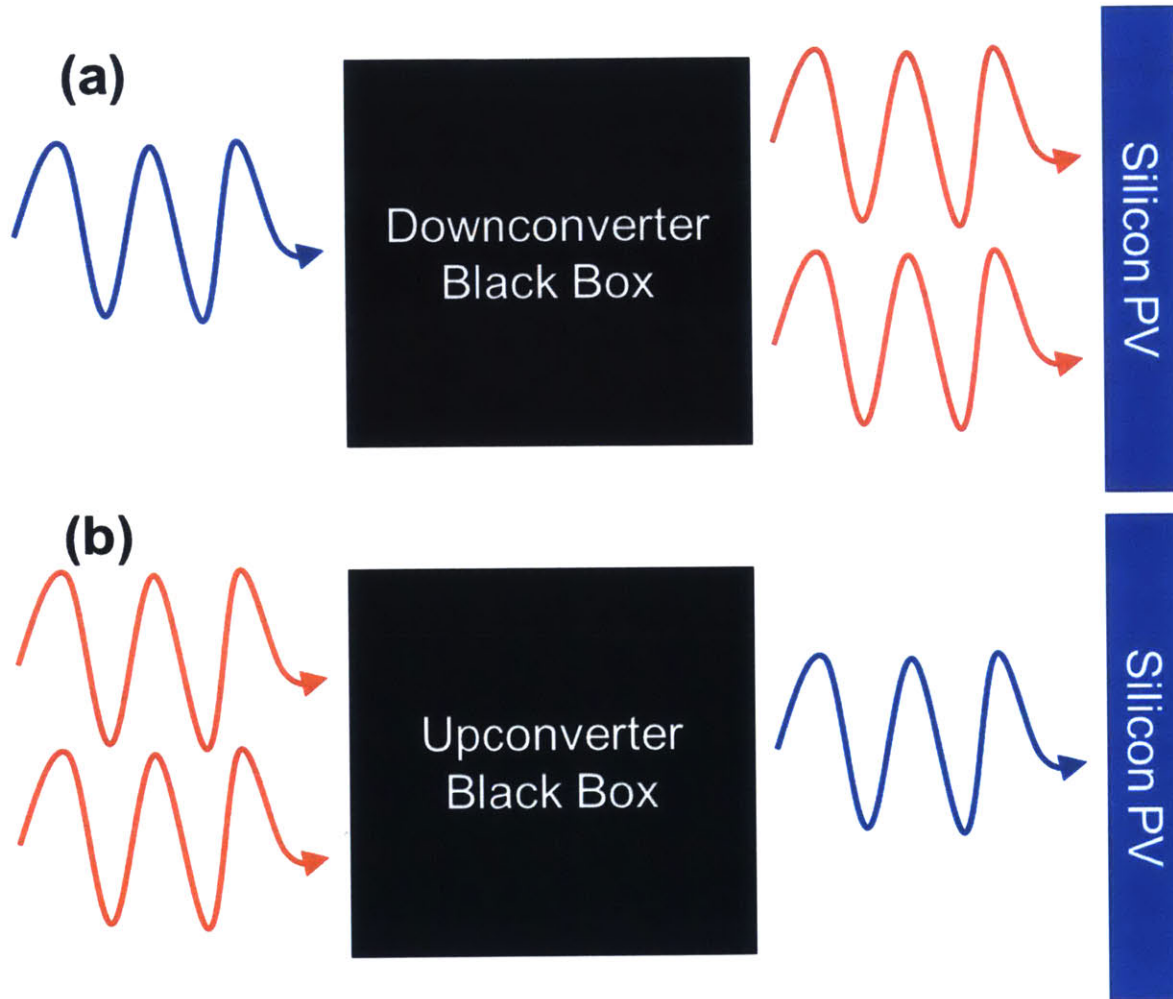 (a)
Downconverter
Black Box
Silicon PV
(b)
Upconverter
Black Box
Silicon PV